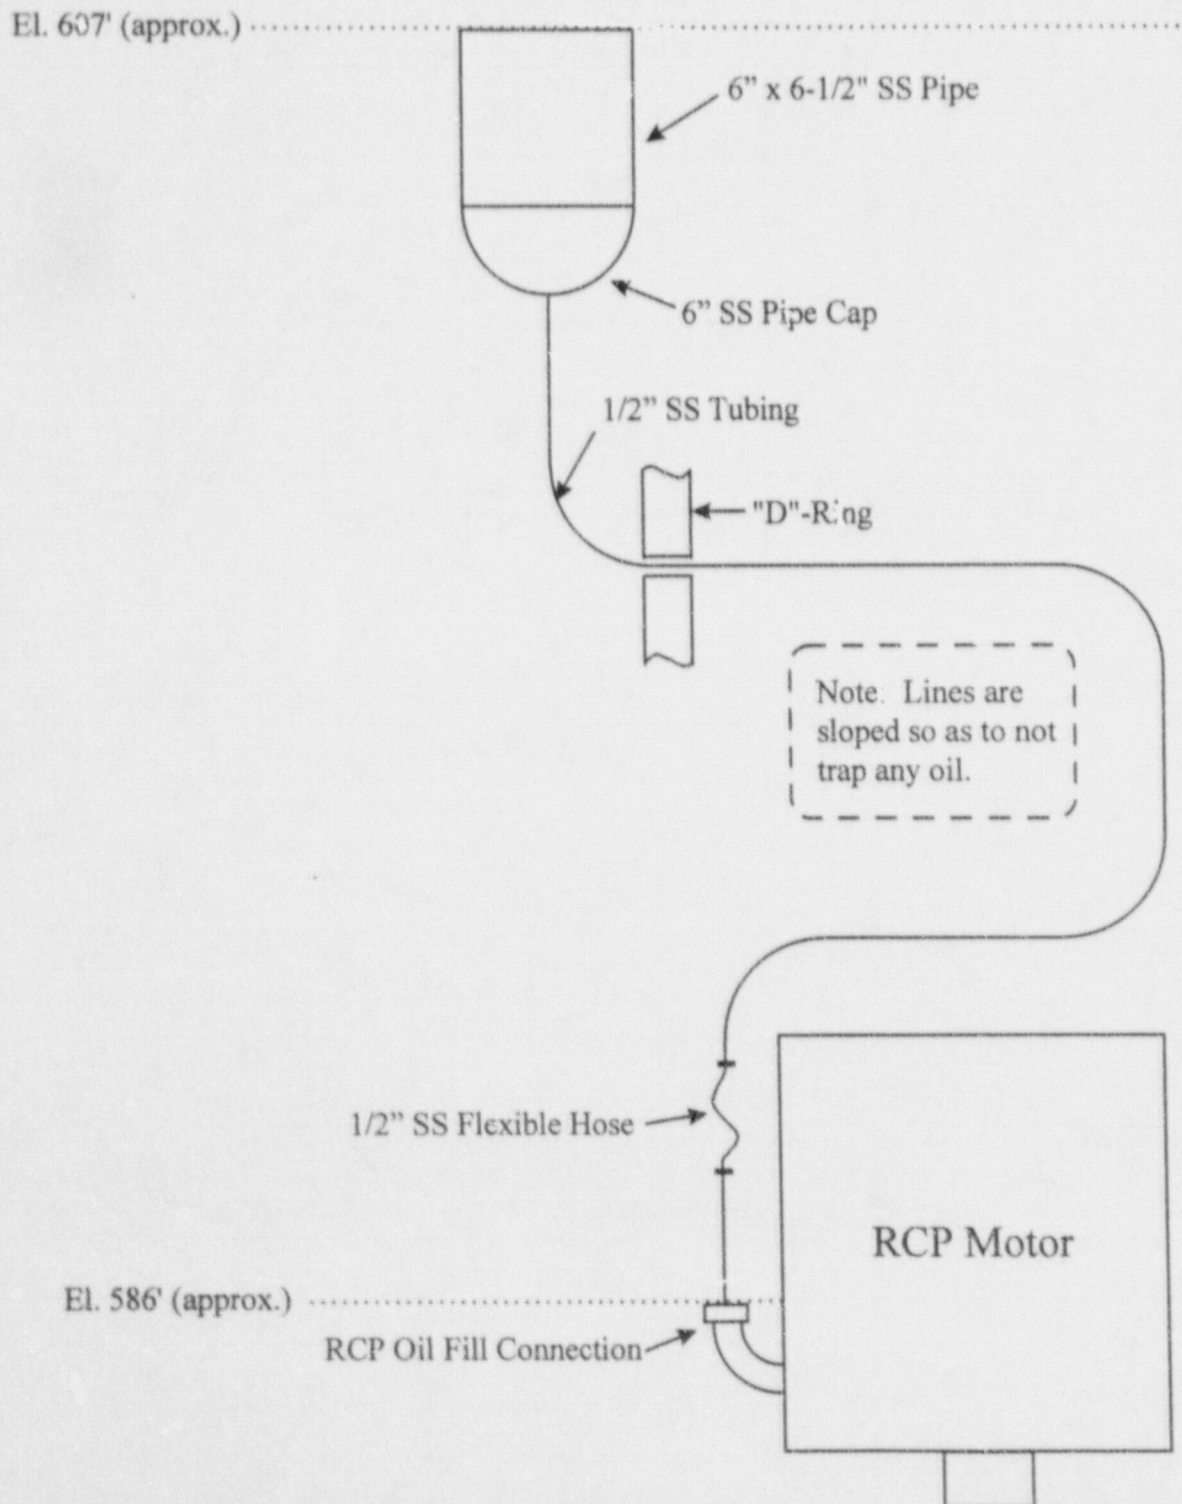 El. 607' (approx.)
6” x 6-1/2" SS Pipe
6” SS Pipe Cap
1/2” SS Tubing
"D"-Ring
Note. Lines are
sloped so as to not
trap any oil.
1/2” SS Flexible Hose
RCP Motor
El. 586' (approx.)
RCP Oil Fill Connection